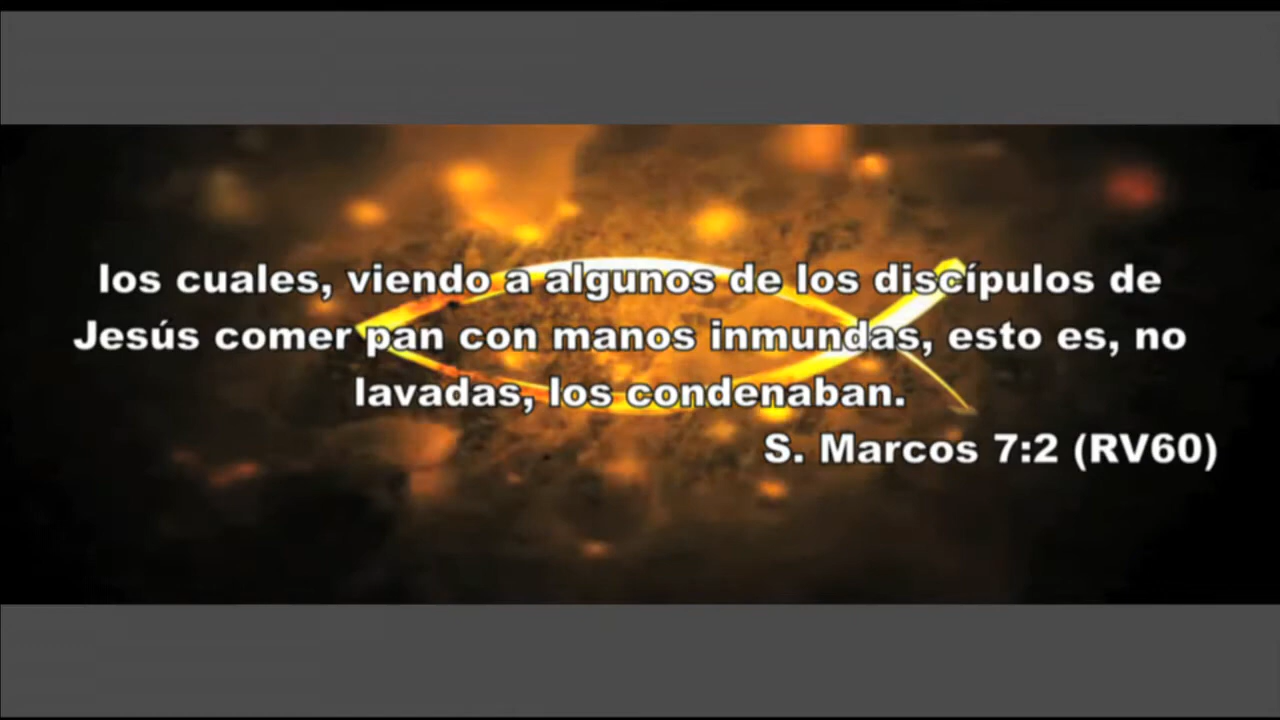 los cuales, viendo a algunos de los discípulos de
Jesús comer pan con manos inmundas, esto es, no
lavadas, los condenaban.
S. Marcos 7:2 (RV60)